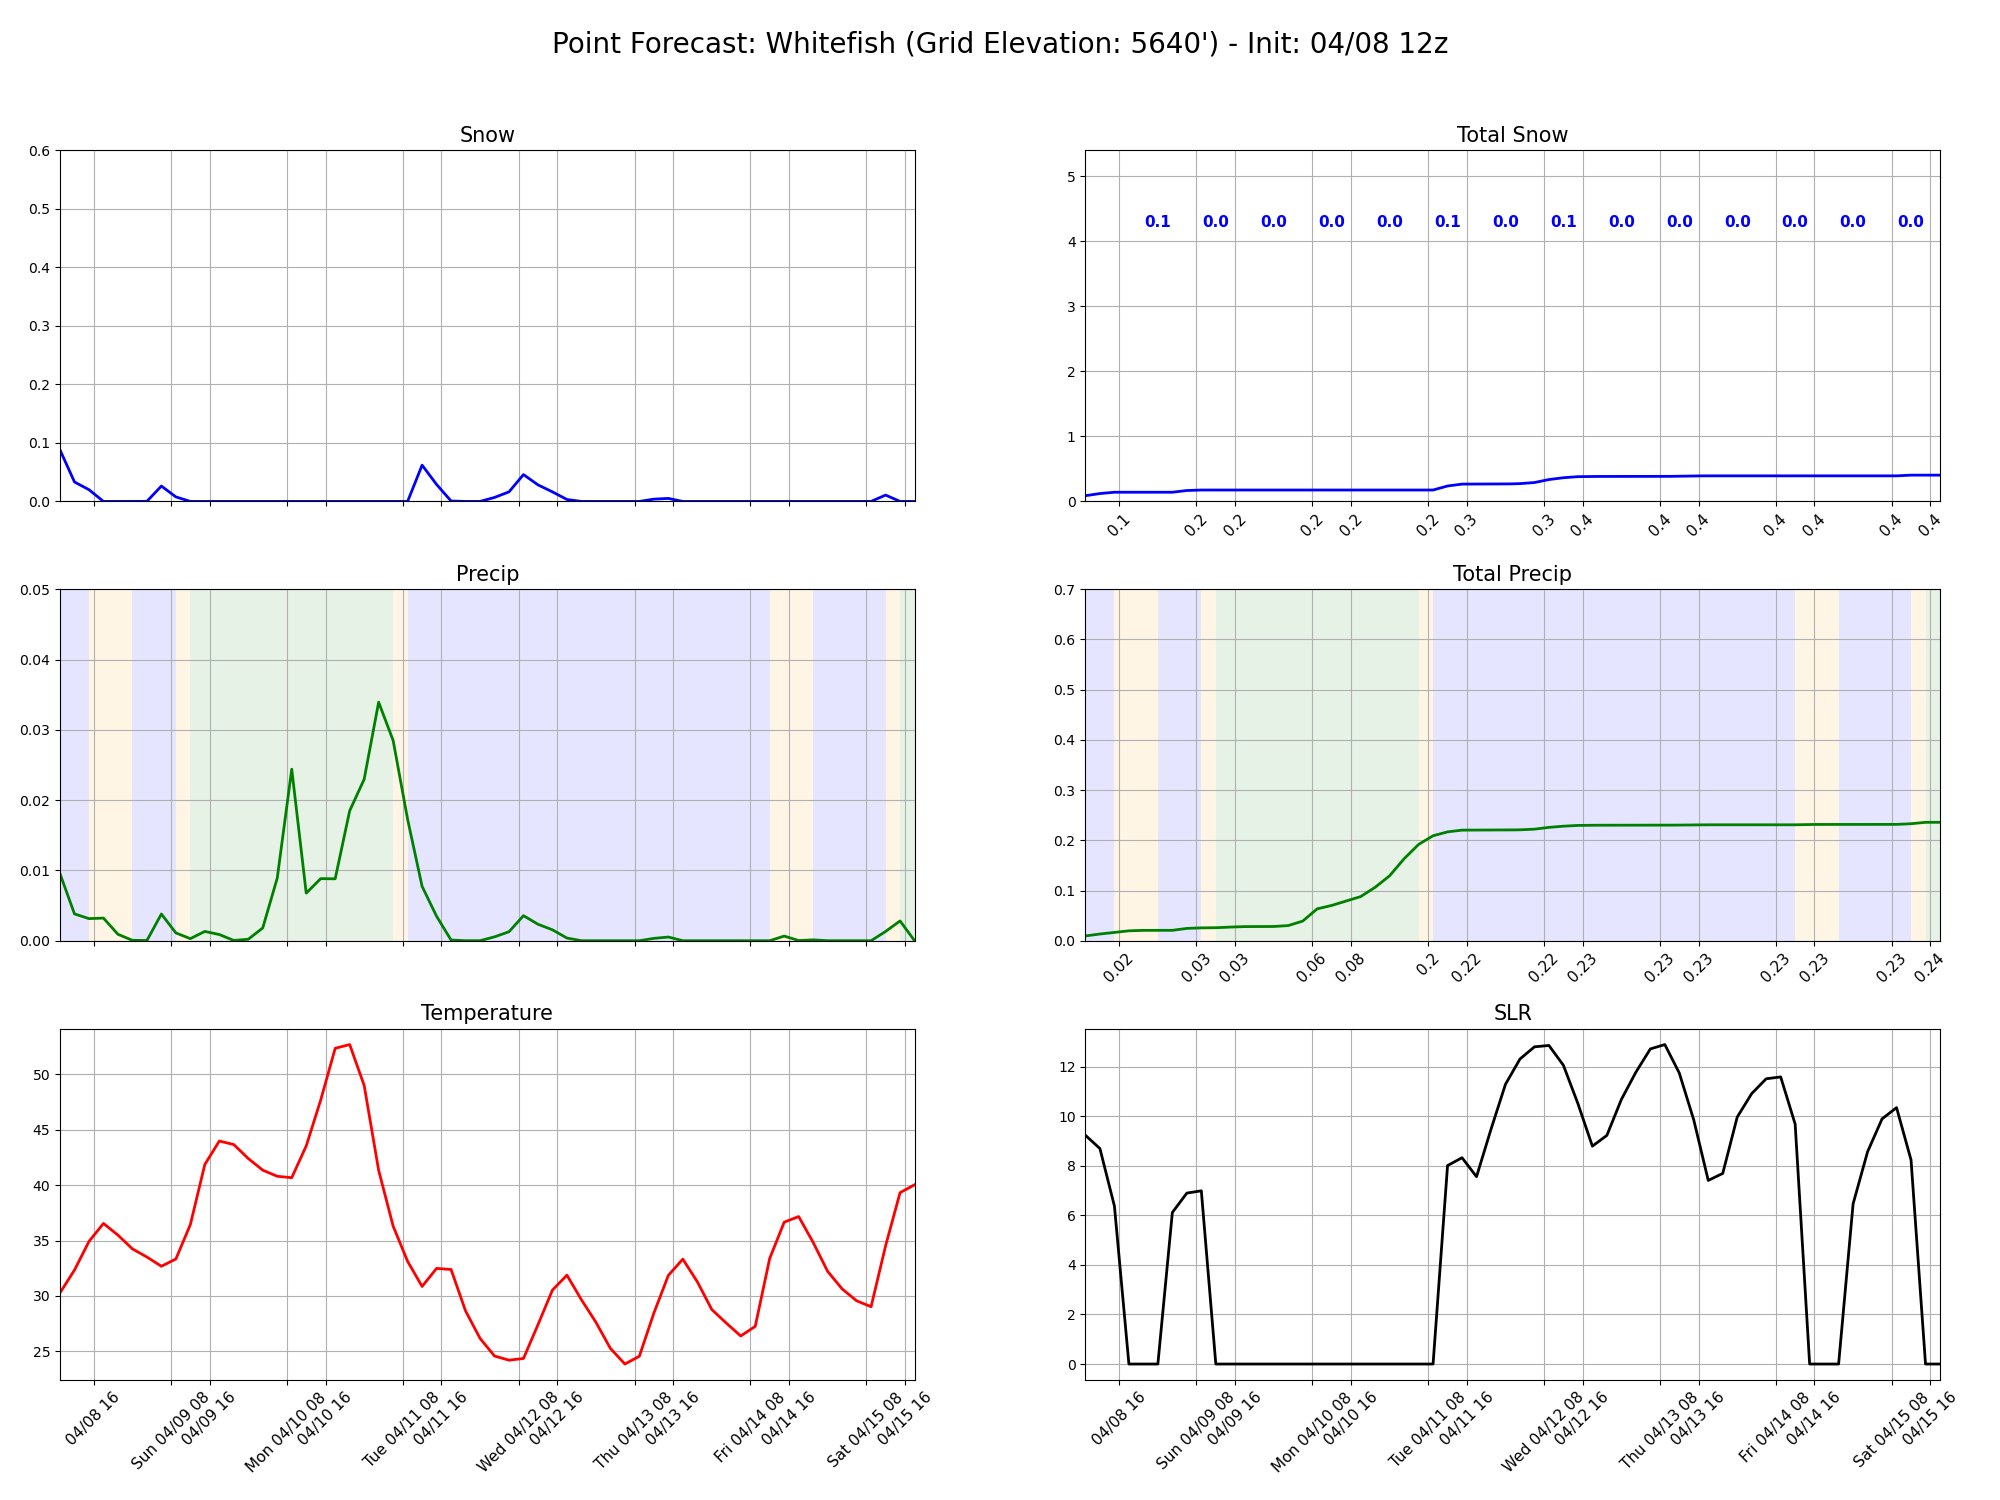 Point Forecast: Whitefish (Grid Elevation: 5640') - Init: 04/08 12z
Snow
0.6
0.5
0.4
0.3
0.2
0.1
0.0
Total Snow
5
4
3
2
1
0
0.1 0.0 0.0 0.0 0.0 0.1 0.0 0.1 0.0 0.0 0.0 0.0 0.0 0.0
0.1 0.2 0.2 0.2 0.2 0.2 0.3 0.3 0.4 0.4 0.4 0.4 0.4 0.4 0.4
Precip
0.05
0.04
0.03
0.02
0.01
0.00
Total Precip
0.7
0.6
0.5
0.4
0.3
0.2
0.1
0.0
0.02 0.03 0.03 0.06 0.08 0.2 0.22 0.22 0.23 0.23 0.23 0.23 0.23 0.23 0.24
Temperature
50
45
40
35
30
25
04/08 16
Sun 04/09 08
04/09 16
Mon 04/10 08
04/10 16
Tue 04/11 08
04/11 16
Wed 04/12 08
04/12 16
Thu 04/13 08
04/13 16
Fri 04/14 08
04/14 16
Sat 04/15 08
04/15 16
SLR
12
10
8
6
4
2
0
04/08 16
Sun 04/09 08
04/09 16
Mon 04/10 08
04/10 16
Tue 04/11 08
04/11 16
Wed 04/12 08
04/12 16
Thu 04/13 08
04/13 16
Fri 04/14 08
04/14 16
Sat 04/15 08
04/15 16